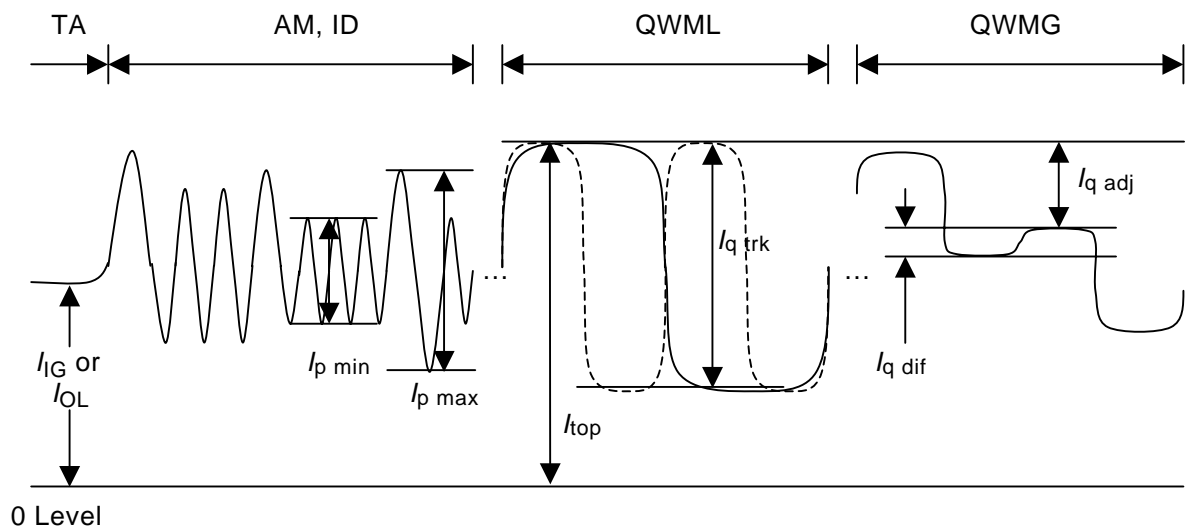 TA AM, ID QWML QWMG
Iq adj
Iq trk
... ...
IIG or
IOL
Ip min
Ip max
Iq dif
Itop
0 Level